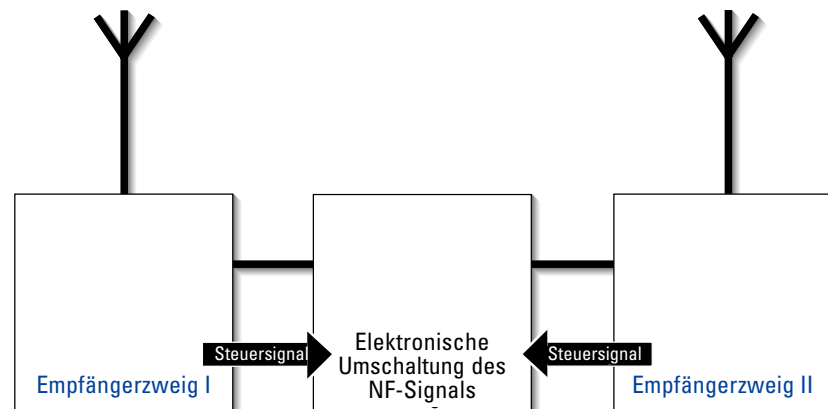 Steuersignal
Empfängerzweig I
Elektronische
Umschaltung des
NF-Signals
Steuersignal
Empfängerzweig II